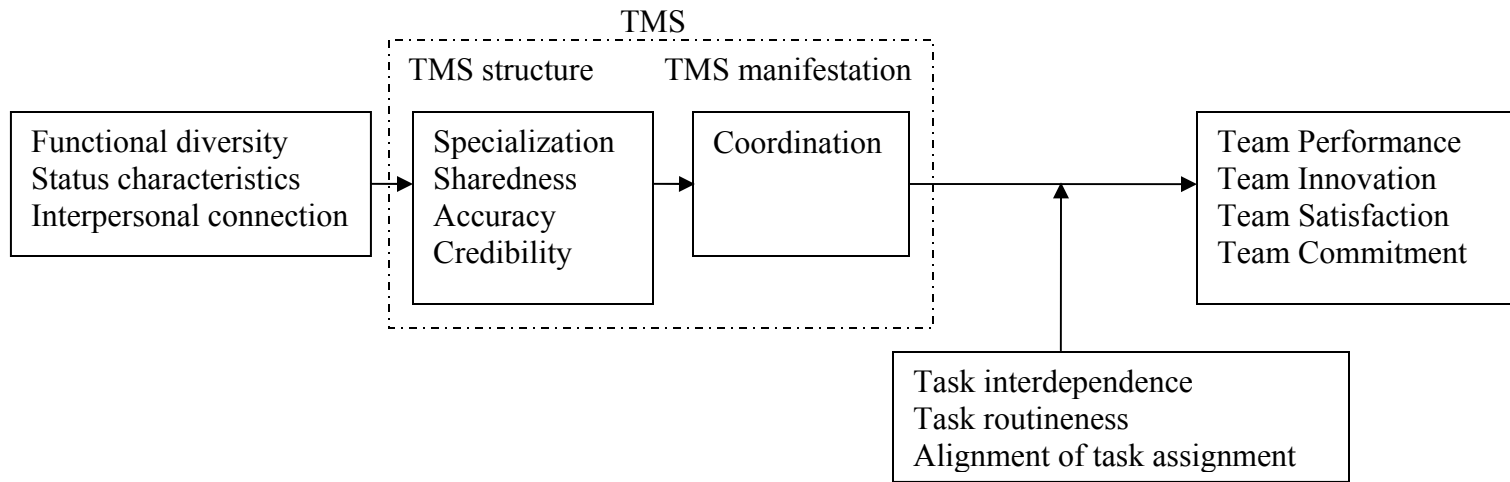 TMS
TMS structure
TMS manifestation
Functional diversity
Status characteristics
Interpersonal connection
Specialization
Sharedness
Accuracy
Credibility
Coordination
Team Performance
Team Innovation
Team Satisfaction
Team Commitment
Task interdependence
Task routineness
Alignment of task assignment